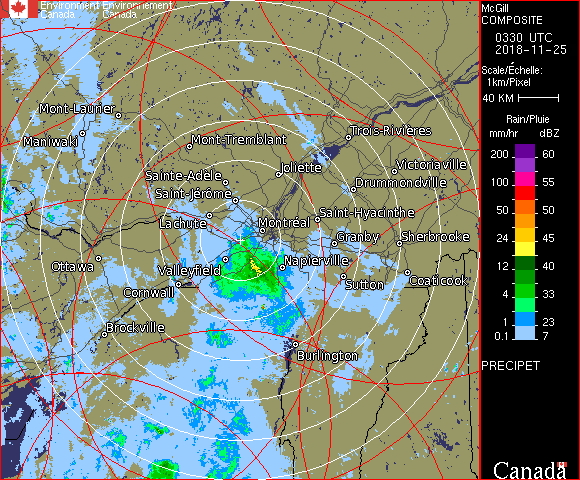 Environment Environnement
Canada Canada
Mont-Laurier
Maniwaki
Mont-Tremblant
Trois-Rivières
Joliette
Victoriaville
Sainte-Adèle
Drummondville
Saint-Jérôme
Saint-Hyacinthe
Lachute
Montréal
Granby
Sherbrooke
Ottawa
Valleyfield
Napierville
Cornwall
Sutton
Coaticook
Brockville
Burlington
McGill
COMPOSITE
0330 UTC
2018-11-25
Scale/Échelle:
1km/Pixel
40 KM
Rain/Pluie
mm/hr dBZ
200 60
150 57
100 55
50 50
24 45
12 40
4 33
1 23
0.1 7
PRECIPET
Canada